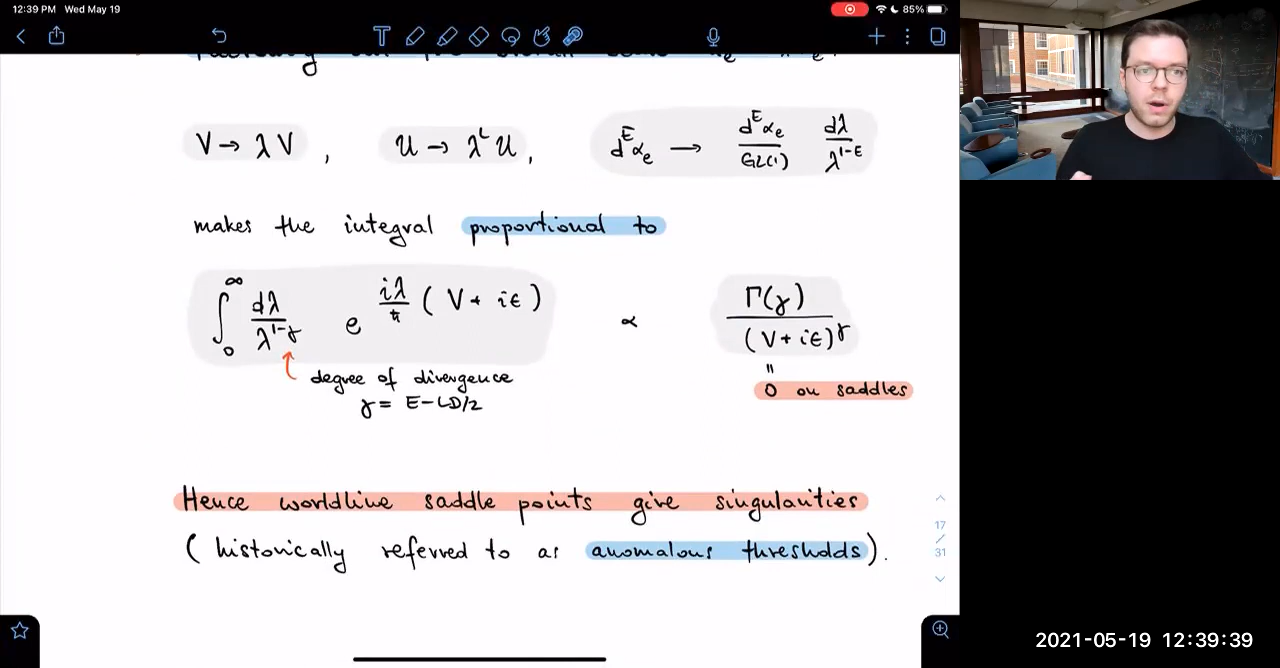 12:39 PM Wed May 19
85%
V → λ V , U → λ^L U , d^E α_e → d^E α_e / GL(1) dλ / λ^{1-E}
makes the integral proportional to
∫_0^∞ dλ / λ^{1-γ} e^{iλ/ħ (V + iε)} ∝ Γ(γ) / (V + iε)^γ
degree of divergence
γ = E - LD/2
" 0 on saddles
Hence worldline saddle points give singularities
(historically referred to as anomalous thresholds).
17 / 31
2021-05-19 12:39:39